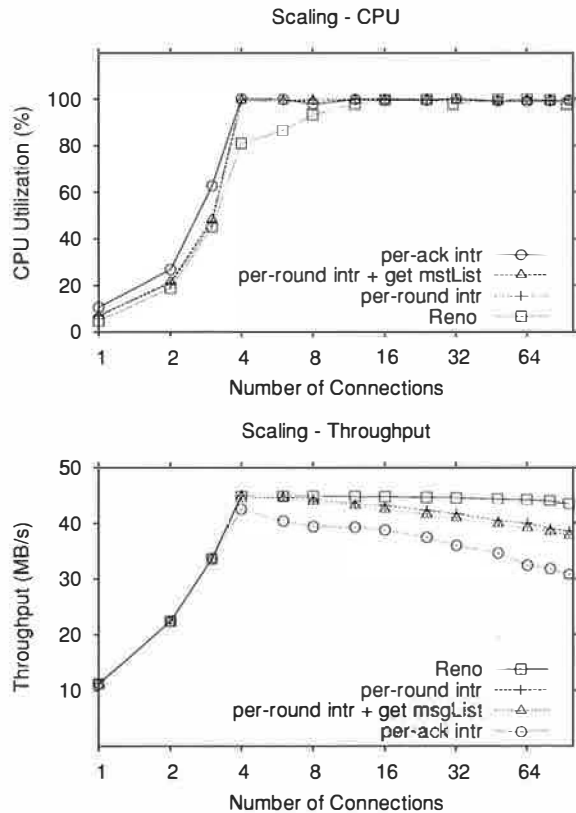 Scaling - CPU
CPU Utilization (%)
100
80
60
40
20
0
per-ack intr
per-round intr + get mstList
per-round intr
Reno
1 2 4 8 16 32 64
Number of Connections
Scaling - Throughput
Throughput (MB/s)
50
40
30
20
10
Reno
per-round intr
per-round intr + get msgList
per-ack intr
1 2 4 8 16 32 64
Number of Connections